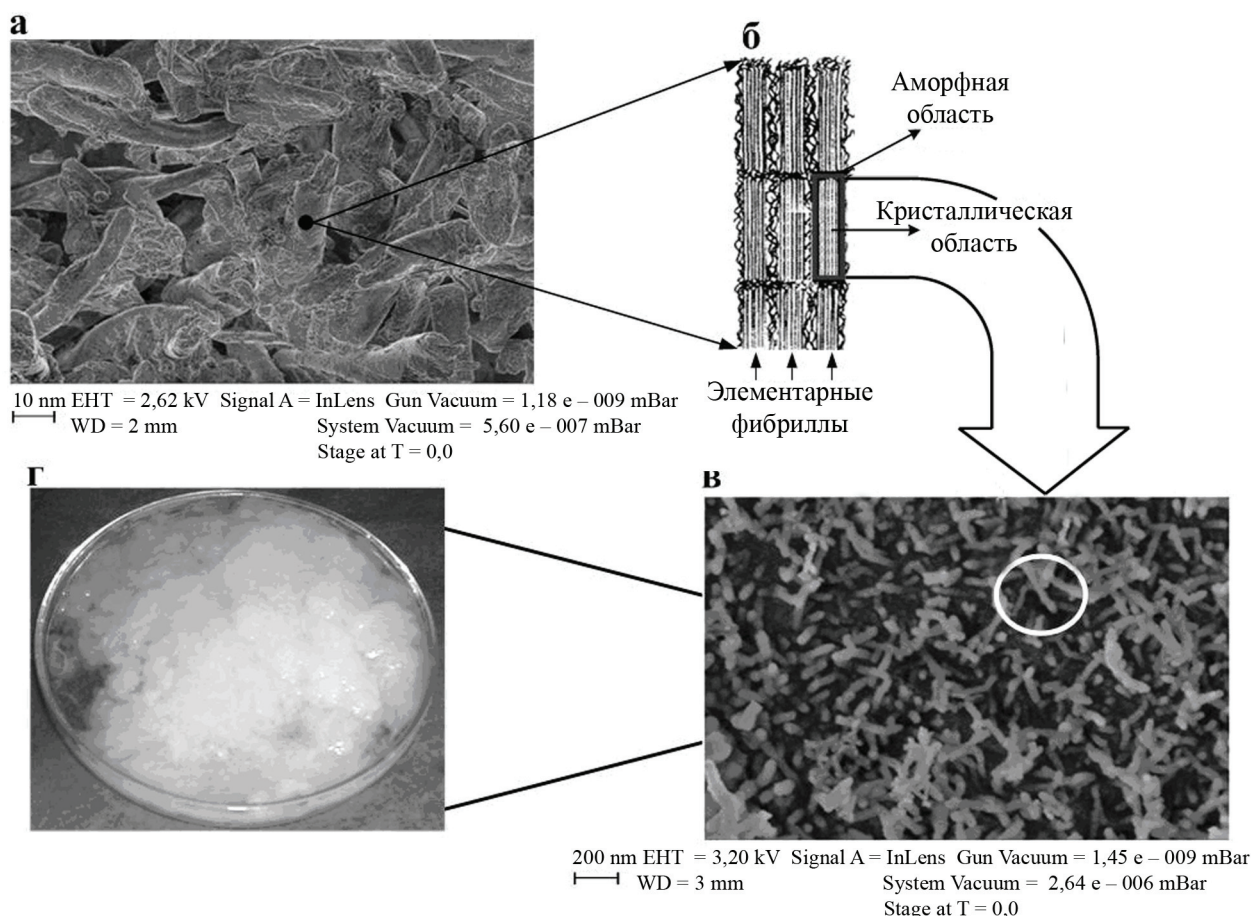 а
б
Аморфная
область
Кристаллическая
область
Элементарные
фибриллы
10 nm EHT = 2,62 kV Signal A = InLens Gun Vacuum = 1,18 e – 009 mBar
WD = 2 mm System Vacuum = 5,60 e – 007 mBar
Stage at T = 0,0
г
в
200 nm EHT = 3,20 kV Signal A = InLens Gun Vacuum = 1,45 e – 009 mBar
WD = 3 mm System Vacuum = 2,64 e – 006 mBar
Stage at T = 0,0